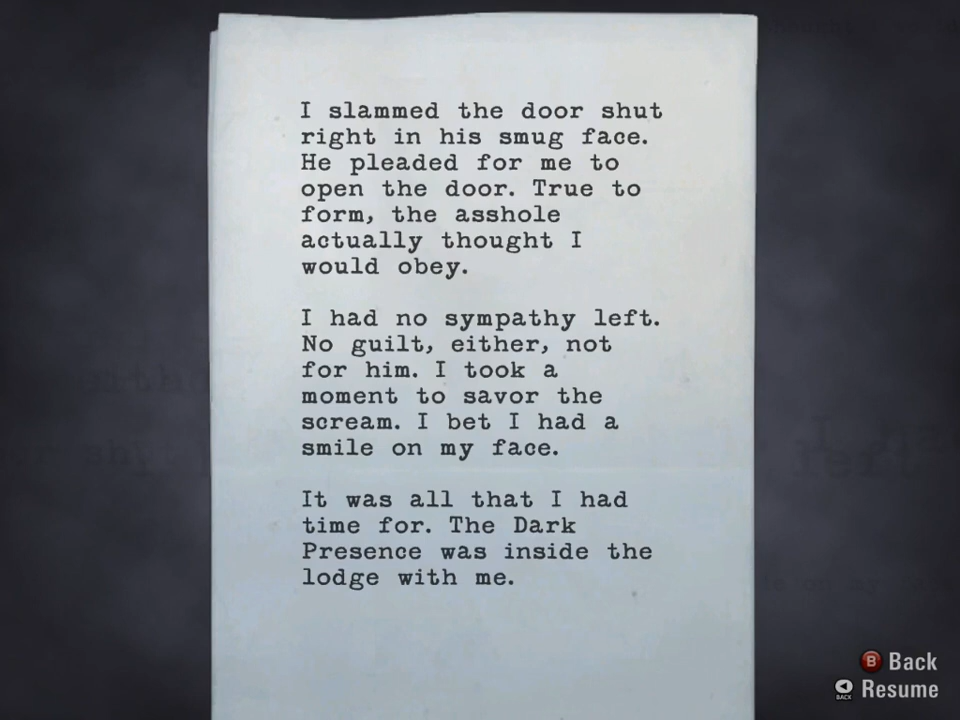 I slammed the door shut
right in his smug face.
He pleaded for me to
open the door. True to
form, the asshole
actually thought I
would obey.
I had no sympathy left.
No guilt, either, not
for him. I took a
moment to savor the
scream. I bet I had a
smile on my face.
It was all that I had
time for. The Dark
Presence was inside the
lodge with me.
B Back
BACK Resume